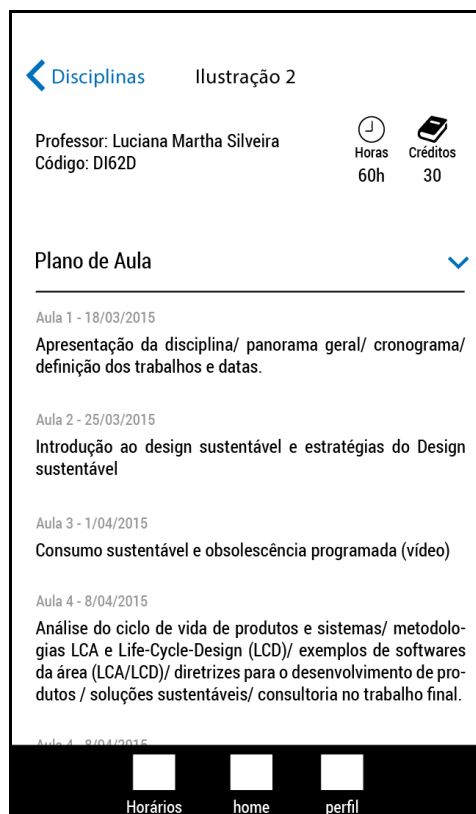 Disciplinas Ilustração 2
Professor: Luciana Martha Silveira
Código: DI62D
Horas Créditos
60h 30
Plano de Aula
Aula 1 - 18/03/2015
Apresentação da disciplina/ panorama geral/ cronograma/
definição dos trabalhos e datas.
Aula 2 - 25/03/2015
Introdução ao design sustentável e estratégias do Design
sustentável
Aula 3 - 1/04/2015
Consumo sustentável e obsolescência programada (vídeo)
Aula 4 - 8/04/2015
Análise do ciclo de vida de produtos e sistemas/ metodolo-
gias LCA e Life-Cycle-Design (LCD)/ exemplos de softwares
da área (LCA/LCD)/ diretrizes para o desenvolvimento de pro-
dutos / soluções sustentáveis/ consultoria no trabalho final.
Aula 4 - 8/04/2015
Horários home perfil